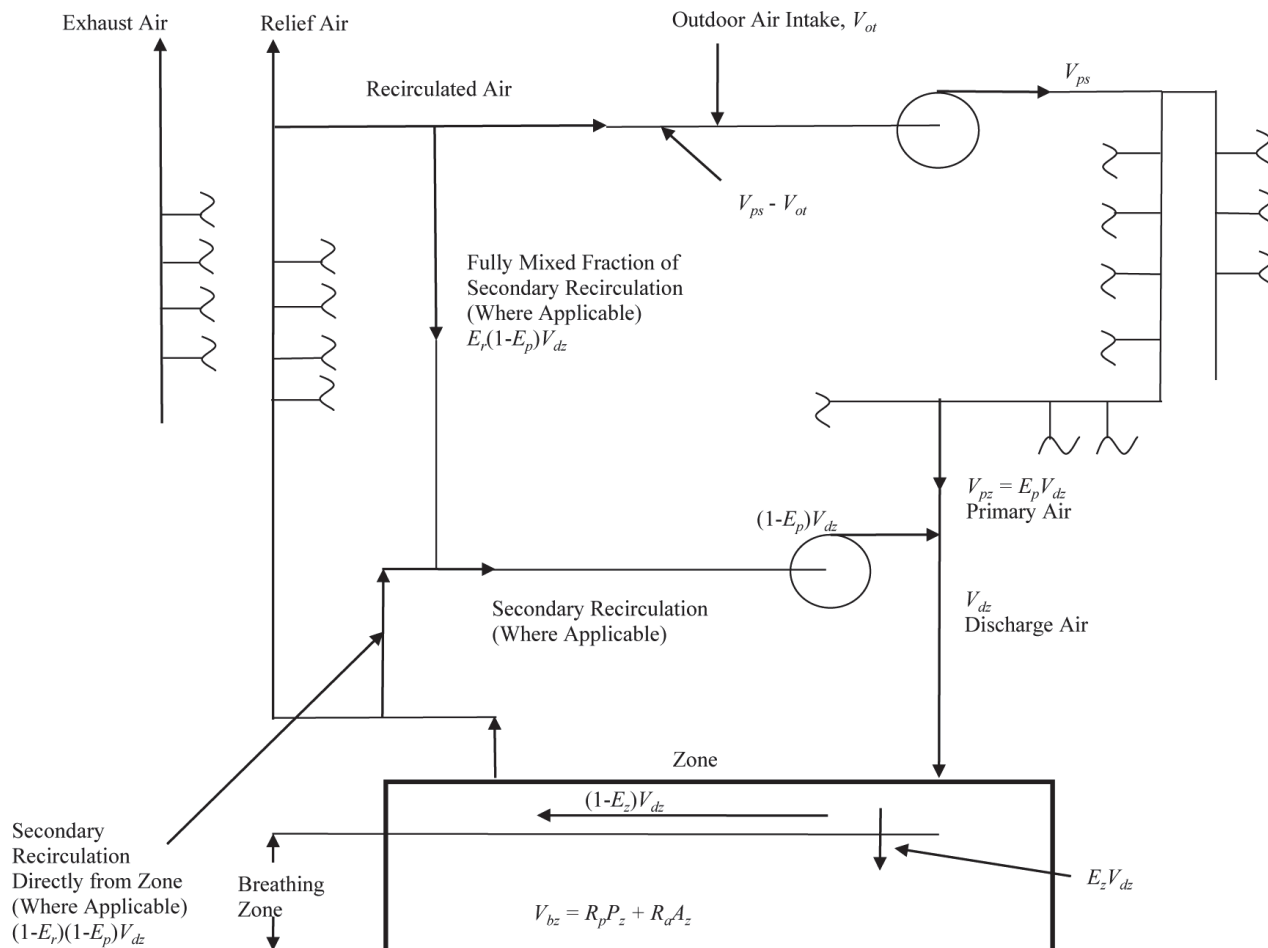 Exhaust Air
Relief Air
Outdoor Air Intake, V_ot
V_ps
Recirculated Air
V_ps - V_ot
Fully Mixed Fraction of
Secondary Recirculation
(Where Applicable)
E_r(1-E_p)V_dz
V_pz = E_pV_dz
Primary Air
(1-E_p)V_dz
Secondary Recirculation
(Where Applicable)
V_dz
Discharge Air
Zone
(1-E_z)V_dz
Secondary
Recirculation
Directly from Zone
(Where Applicable)
(1-E_r)(1-E_p)V_dz
Breathing
Zone
E_zV_dz
V_bz = R_pP_z + R_aA_z